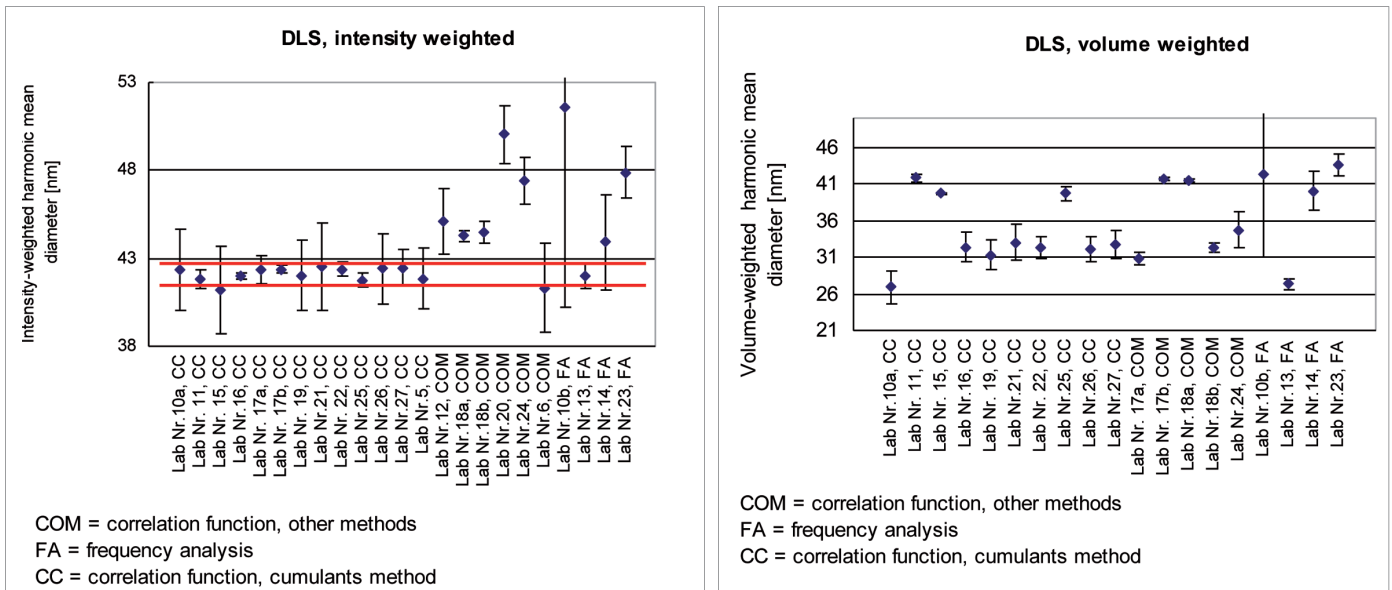 DLS, intensity weighted
Intensity-weighted harmonic mean
diameter [nm]
53
48
43
38
Lab Nr.10a, CC
Lab Nr. 11, CC
Lab Nr. 15, CC
Lab Nr.16, CC
Lab Nr. 17a, CC
Lab Nr. 17b, CC
Lab Nr. 19, CC
Lab Nr.21, CC
Lab Nr. 22, CC
Lab Nr.25, CC
Lab Nr.26, CC
Lab Nr.27, CC
Lab Nr.5, CC
Lab Nr.12, COM
Lab Nr.18a, COM
Lab Nr.18b, COM
Lab Nr.20, COM
Lab Nr.24, COM
Lab Nr.6, COM
Lab Nr.10b, FA
Lab Nr.13, FA
Lab Nr.14, FA
Lab Nr.23, FA
COM = correlation function, other methods
FA = frequency analysis
CC = correlation function, cumulants method
DLS, volume weighted
Volume-weighted harmonic mean
diameter [nm]
46
41
36
31
26
21
Lab Nr.10a, CC
Lab Nr. 11, CC
Lab Nr. 15, CC
Lab Nr.16, CC
Lab Nr. 19, CC
Lab Nr.21, CC
Lab Nr. 22, CC
Lab Nr.25, CC
Lab Nr.26, CC
Lab Nr.27, CC
Lab Nr. 17a, COM
Lab Nr. 17b, COM
Lab Nr.18a, COM
Lab Nr.18b, COM
Lab Nr.24, COM
Lab Nr.10b, FA
Lab Nr.13, FA
Lab Nr.14, FA
Lab Nr.23, FA
COM = correlation function, other methods
FA = frequency analysis
CC = correlation function, cumulants method